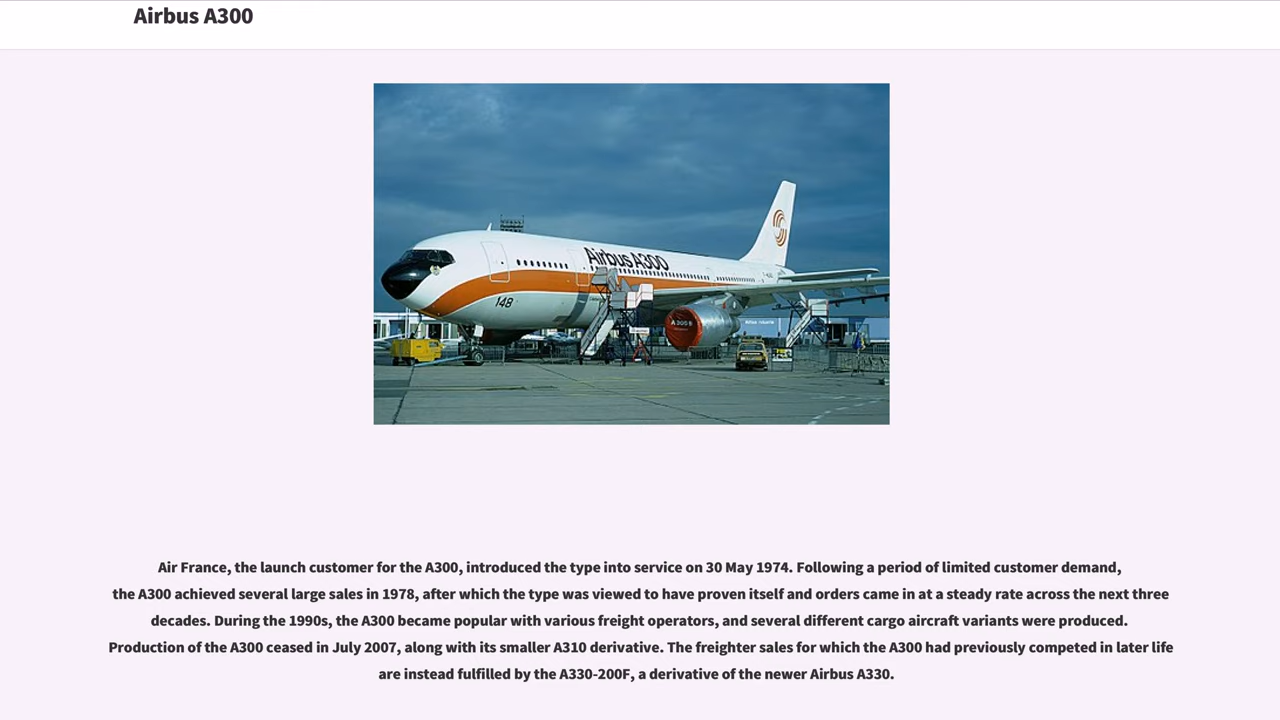 Airbus A300
Airbus A300
148
A300B
Air France, the launch customer for the A300, introduced the type into service on 30 May 1974. Following a period of limited customer demand,
the A300 achieved several large sales in 1978, after which the type was viewed to have proven itself and orders came in at a steady rate across the next three
decades. During the 1990s, the A300 became popular with various freight operators, and several different cargo aircraft variants were produced.
Production of the A300 ceased in July 2007, along with its smaller A310 derivative. The freighter sales for which the A300 had previously competed in later life
are instead fulfilled by the A330-200F, a derivative of the newer Airbus A330.